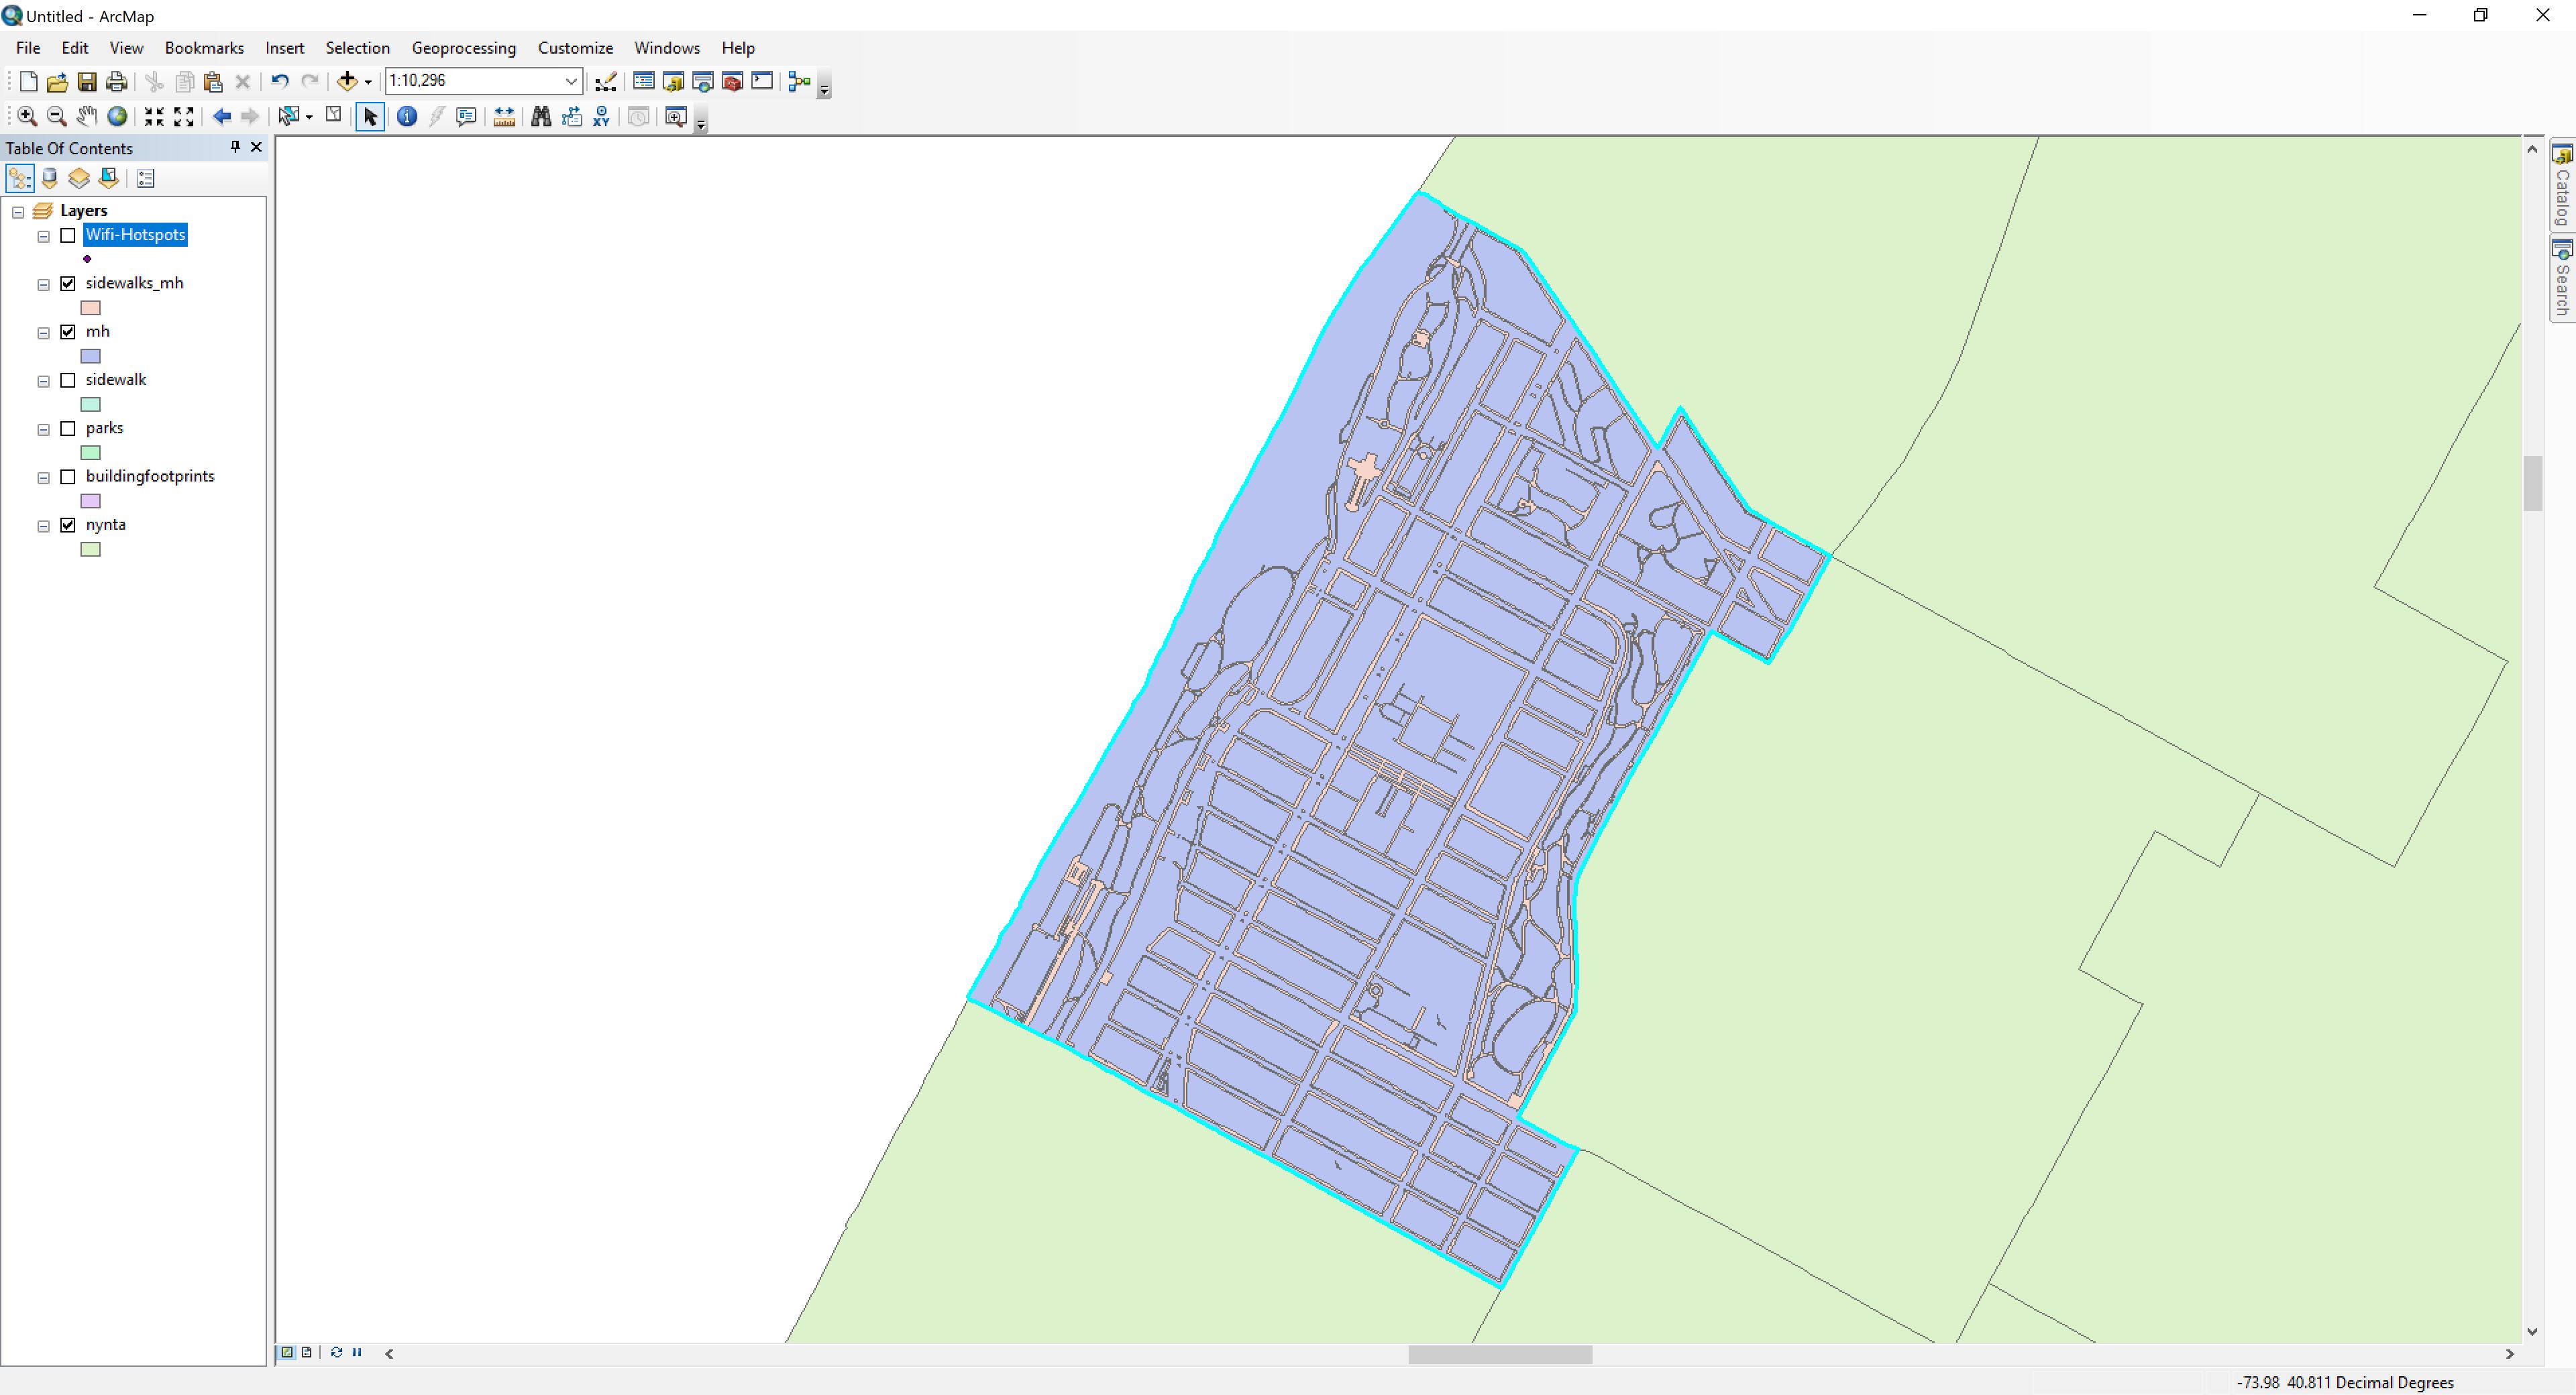 Untitled - ArcMap
File Edit View Bookmarks Insert Selection Geoprocessing Customize Windows Help
1:10,296
XY
Table Of Contents
Layers
Wifi-Hotspots
sidewalks_mh
mh
sidewalk
parks
buildingfootprints
nynta
Catalog
Search
-73.98 40.811 Decimal Degrees